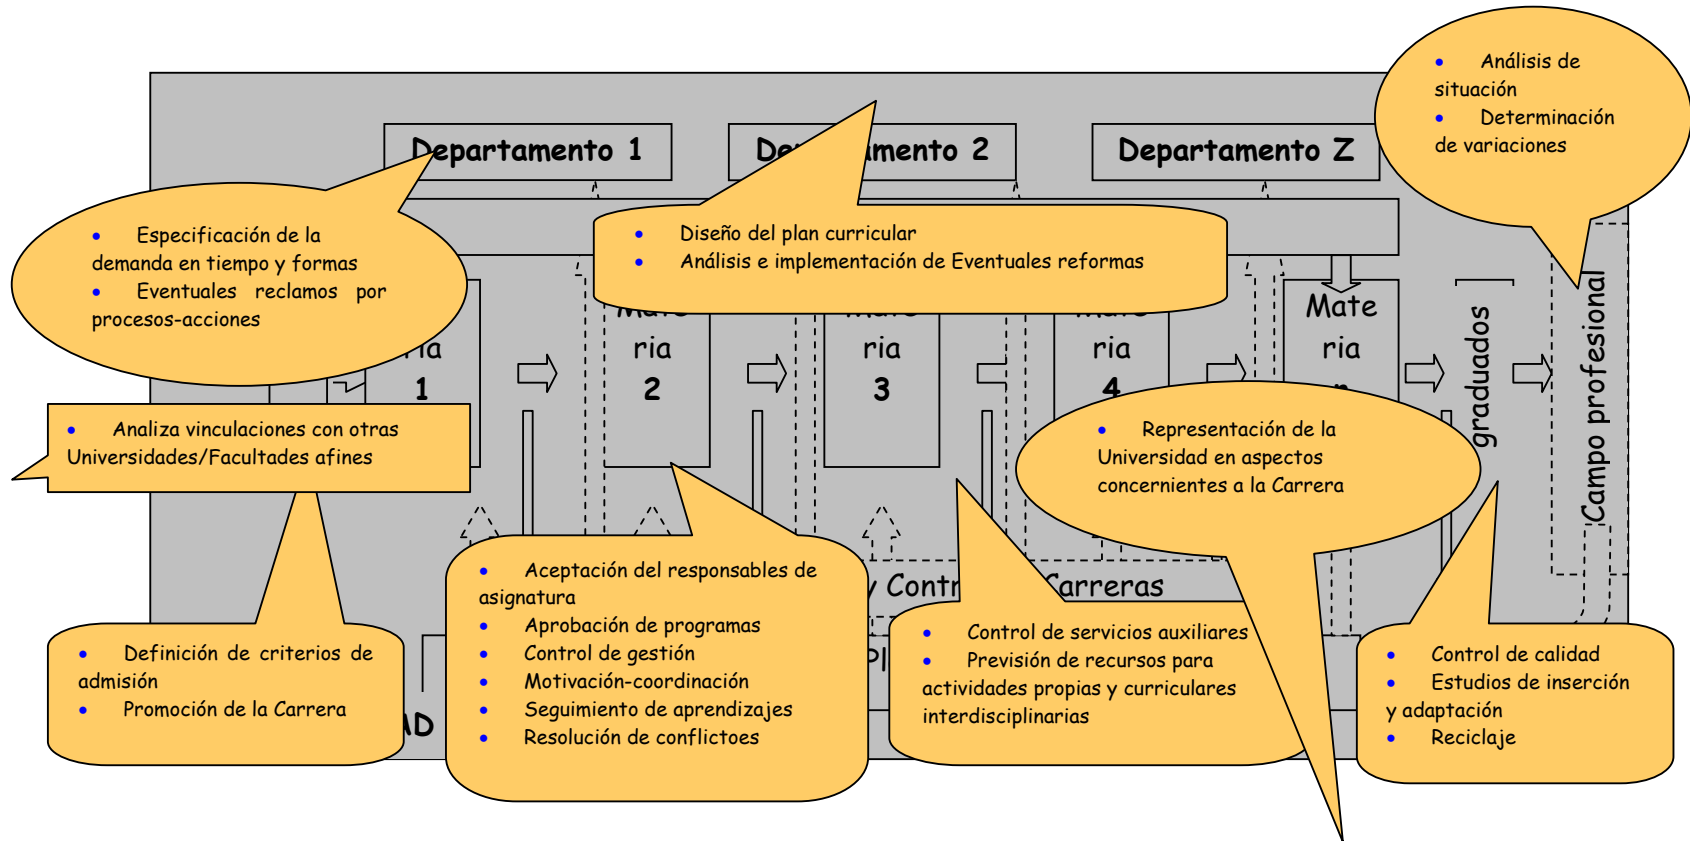 • Análisis de
situación
• Determinación
de variaciones
Departamento 1
Departamento Z
mento 2
• Especificación de la
demanda en tiempo y formas
• Eventuales reclamos por
procesos-acciones
• Diseño del plan curricular
• Análisis e implementación de Eventuales reformas
ria
1
ria
2
ria
3
ria
4
Mate
ria
graduados
Campo profesional
• Analiza vinculaciones con otras
Universidades/Facultades afines
• Representación de la
Universidad en aspectos
concernientes a la Carrera
y Contr
arreras
• Aceptación del responsables de
asignatura
• Aprobación de programas
• Control de gestión
• Motivación-coordinación
• Seguimiento de aprendizajes
• Resolución de conflictoes
• Definición de criterios de
admisión
• Promoción de la Carrera
• Control de servicios auxiliares
• Previsión de recursos para
actividades propias y curriculares
interdisciplinarias
• Control de calidad
• Estudios de inserción
y adaptación
• Reciclaje